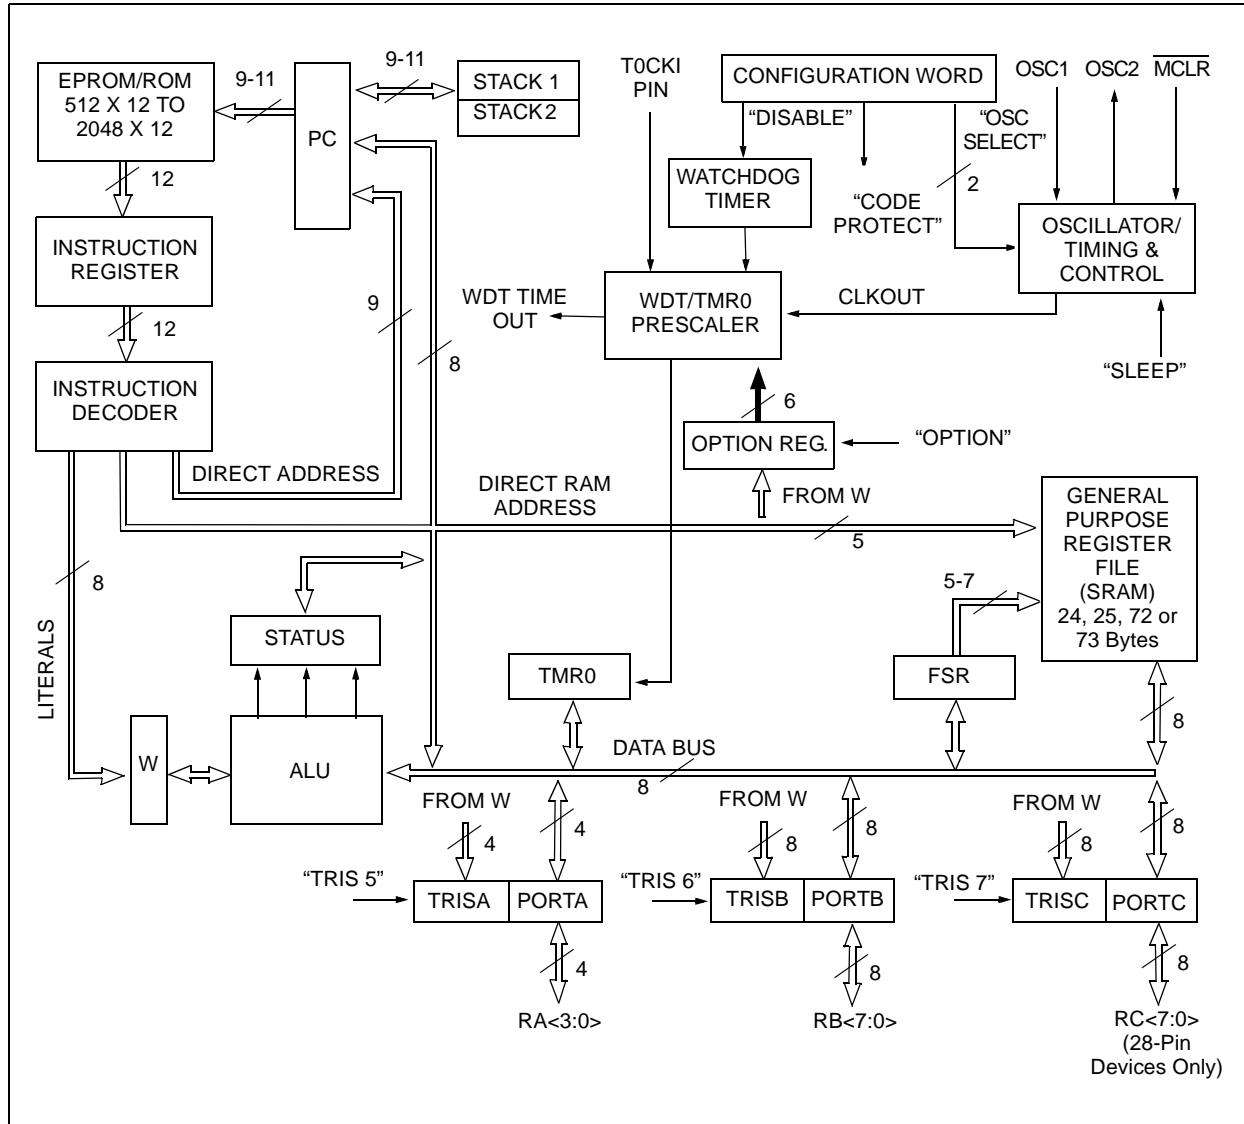 EPROM/ROM
512 X 12 TO
2048 X 12
9-11
PC
9-11
STACK 1
STACK 2
T0CKI
PIN
CONFIGURATION WORD
OSC1
OSC2
MCLR
“DISABLE”
“OSC
SELECT”
2
WATCHDOG
TIMER
“CODE
PROTECT”
OSCILLATOR/
TIMING &
CONTROL
12
INSTRUCTION
REGISTER
9
8
WDT TIME
OUT
WDT/TMR0
PRESCALER
CLKOUT
12
“SLEEP”
INSTRUCTION
DECODER
6
OPTION REG.
“OPTION”
DIRECT ADDRESS
DIRECT RAM
ADDRESS
FROM W
5
GENERAL
PURPOSE
REGISTER
FILE
(SRAM)
24, 25, 72 or
73 Bytes
8
LITERALS
STATUS
5-7
TMR0
FSR
8
W
ALU
DATA BUS
8
FROM W
4
4
FROM W
8
8
FROM W
8
8
“TRIS 5”
TRISA
PORTA
“TRIS 6”
TRISB
PORTB
“TRIS 7”
TRISC
PORTC
4
8
8
RA<3:0>
RB<7:0>
RC<7:0>
(28-Pin
Devices Only)